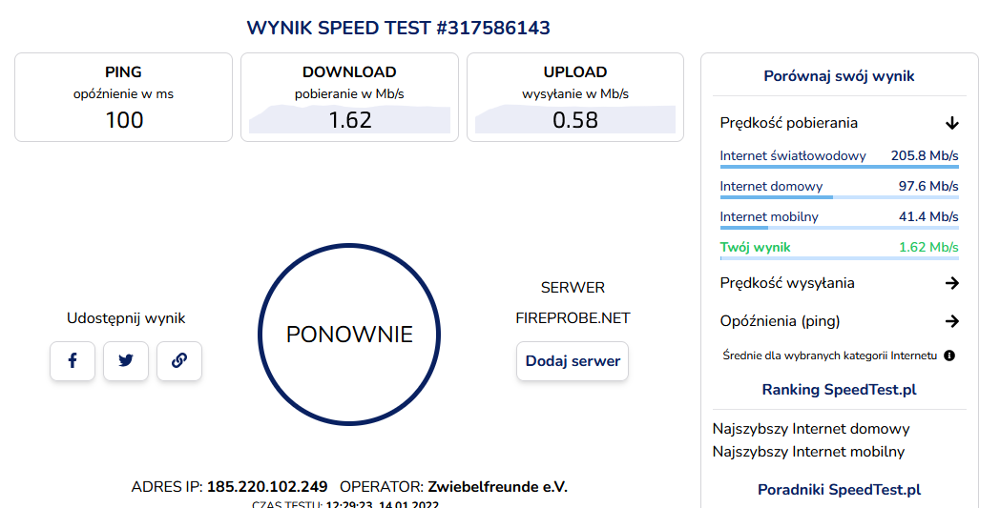 WYNIK SPEED TEST #317586143
PING
opóźnienie w ms
100
DOWNLOAD
pobieranie w Mb/s
1.62
UPLOAD
wysyłanie w Mb/s
0.58
Udostępnij wynik
PONOWNIE
SERWER
FIREPROBE.NET
Dodaj serwer
ADRES IP: 185.220.102.249 OPERATOR: Zwiebelfreunde e.V.
CZAS TESTU: 12:29:23, 14.01.2022
Porównaj swój wynik
Prędkość pobierania
Internet światłowodowy 205.8 Mb/s
Internet domowy 97.6 Mb/s
Internet mobilny 41.4 Mb/s
Twój wynik 1.62 Mb/s
Prędkość wysyłania
Opóźnienia (ping)
Średnie dla wybranych kategorii Internetu
Ranking SpeedTest.pl
Najszybszy Internet domowy
Najszybszy Internet mobilny
Poradniki SpeedTest.pl